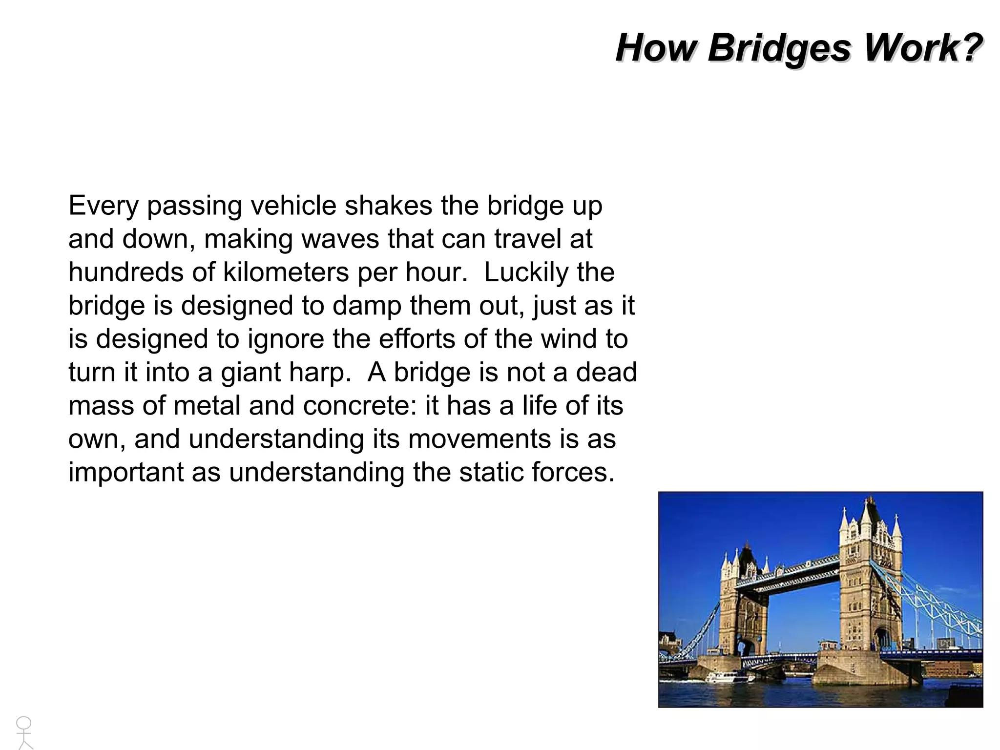 How Bridges Work?
Every passing vehicle shakes the bridge up
and down, making waves that can travel at
hundreds of kilometers per hour.  Luckily the
bridge is designed to damp them out, just as it
is designed to ignore the efforts of the wind to
turn it into a giant harp.  A bridge is not a dead
mass of metal and concrete: it has a life of its
own, and understanding its movements is as
important as understanding the static forces.